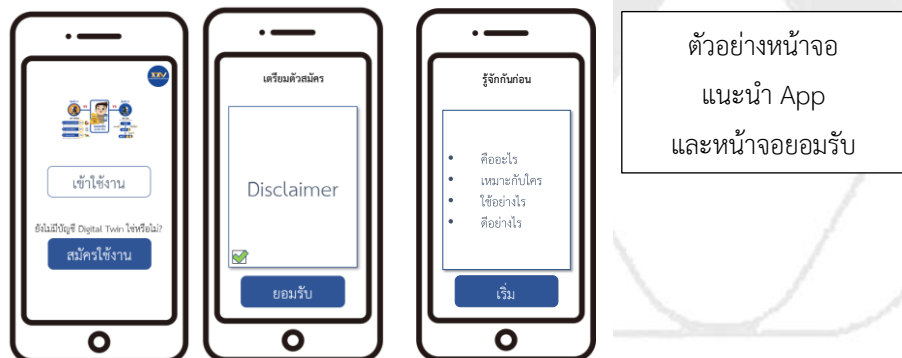 เข้าใช้งาน
ยังไม่มีบัญชี Digital Twin ใช่หรือไม่?
สมัครใช้งาน
เตรียมตัวสมัคร
Disclaimer
ยอมรับ
รู้จักกันก่อน
• คืออะไร
• เหมาะกับใคร
• ใช้อย่างไร
• ดีอย่างไร
เริ่ม
ตัวอย่างหน้าจอ
แนะนำ App
และหน้าจอยอมรับ